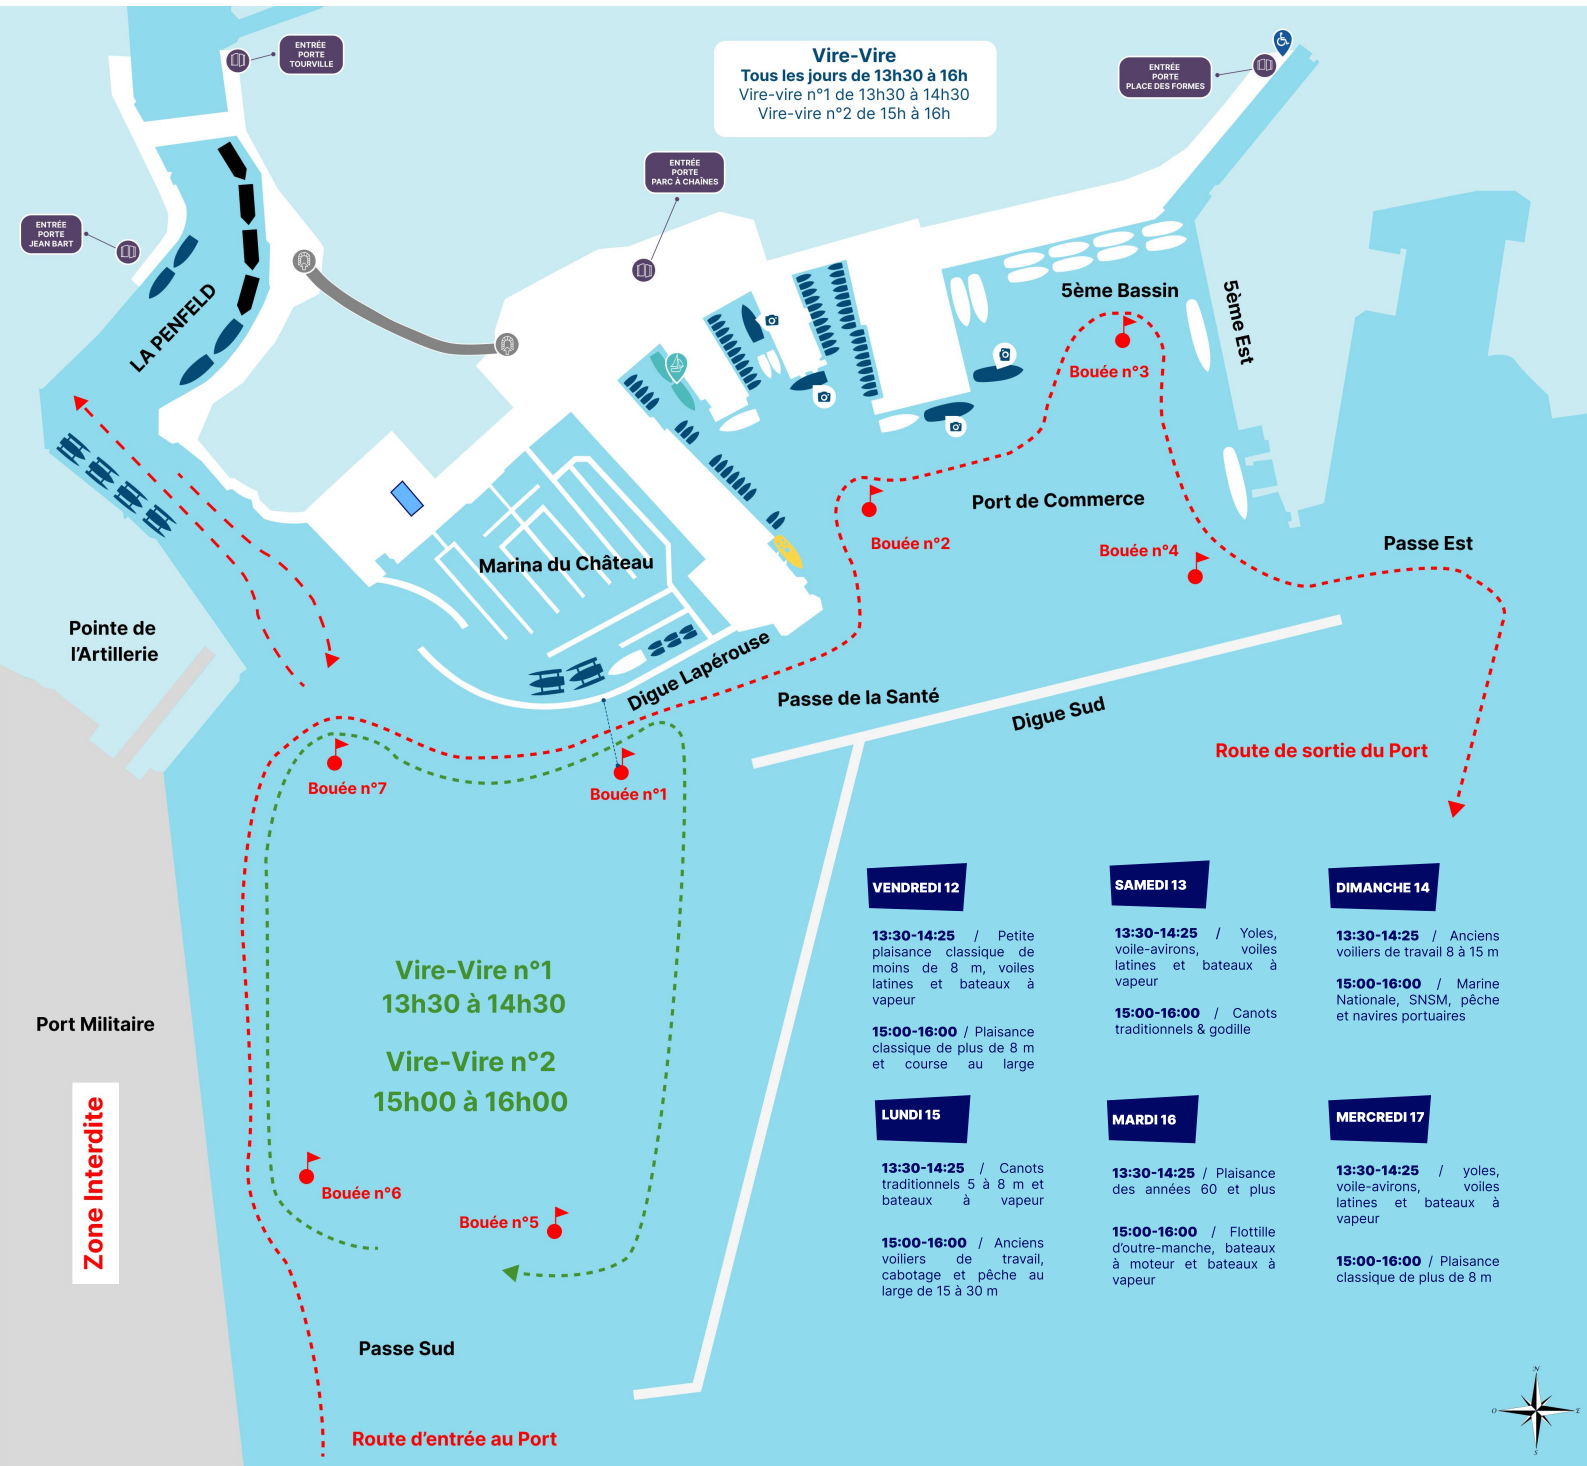 ENTRÉE
PORTE
TOURVILLE
Vire-Vire
Tous les jours de 13h30 à 16h
Vire-vire n°1 de 13h30 à 14h30
Vire-vire n°2 de 15h à 16h
ENTRÉE
PORTE
PLACE DES FORMES
ENTRÉE
PORTE
PARC À CHAÎNES
ENTRÉE
PORTE
JEAN BART
LA PENFELD
5ème Bassin
5ème Est
Bouée n°3
Port de Commerce
Bouée n°2
Bouée n°4
Passe Est
Marina du Château
Pointe de
l'Artillerie
Digue Lapérouse
Passe de la Santé
Digue Sud
Route de sortie du Port
Bouée n°7
Bouée n°1
VENDREDI 12
13:30-14:25 / Petite
plaisance classique de
moins de 8 m, voiles
latines et bateaux à
vapeur
15:00-16:00 / Plaisance
classique de plus de 8 m
et course au large
SAMEDI 13
13:30-14:25 / Yoles,
voile-avirons, voiles
latines et bateaux à
vapeur
15:00-16:00 / Canots
traditionnels & godille
DIMANCHE 14
13:30-14:25 / Anciens
voiliers de travail 8 à 15 m
15:00-16:00 / Marine
Nationale, SNSM, pêche
et navires portuaires
Vire-Vire n°1
13h30 à 14h30
Vire-Vire n°2
15h00 à 16h00
Port Militaire
Zone Interdite
LUNDI 15
13:30-14:25 / Canots
traditionnels 5 à 8 m et
bateaux à vapeur
15:00-16:00 / Anciens
voiliers de travail,
cabotage et pêche au
large de 15 à 30 m
MARDI 16
13:30-14:25 / Plaisance
des années 60 et plus
15:00-16:00 / Flottille
d'outre-manche, bateaux
à moteur et bateaux à
vapeur
MERCREDI 17
13:30-14:25 / yoles,
voile-avirons, voiles
latines et bateaux à
vapeur
15:00-16:00 / Plaisance
classique de plus de 8 m
Bouée n°6
Bouée n°5
Passe Sud
Route d'entrée au Port
N
O
E
S